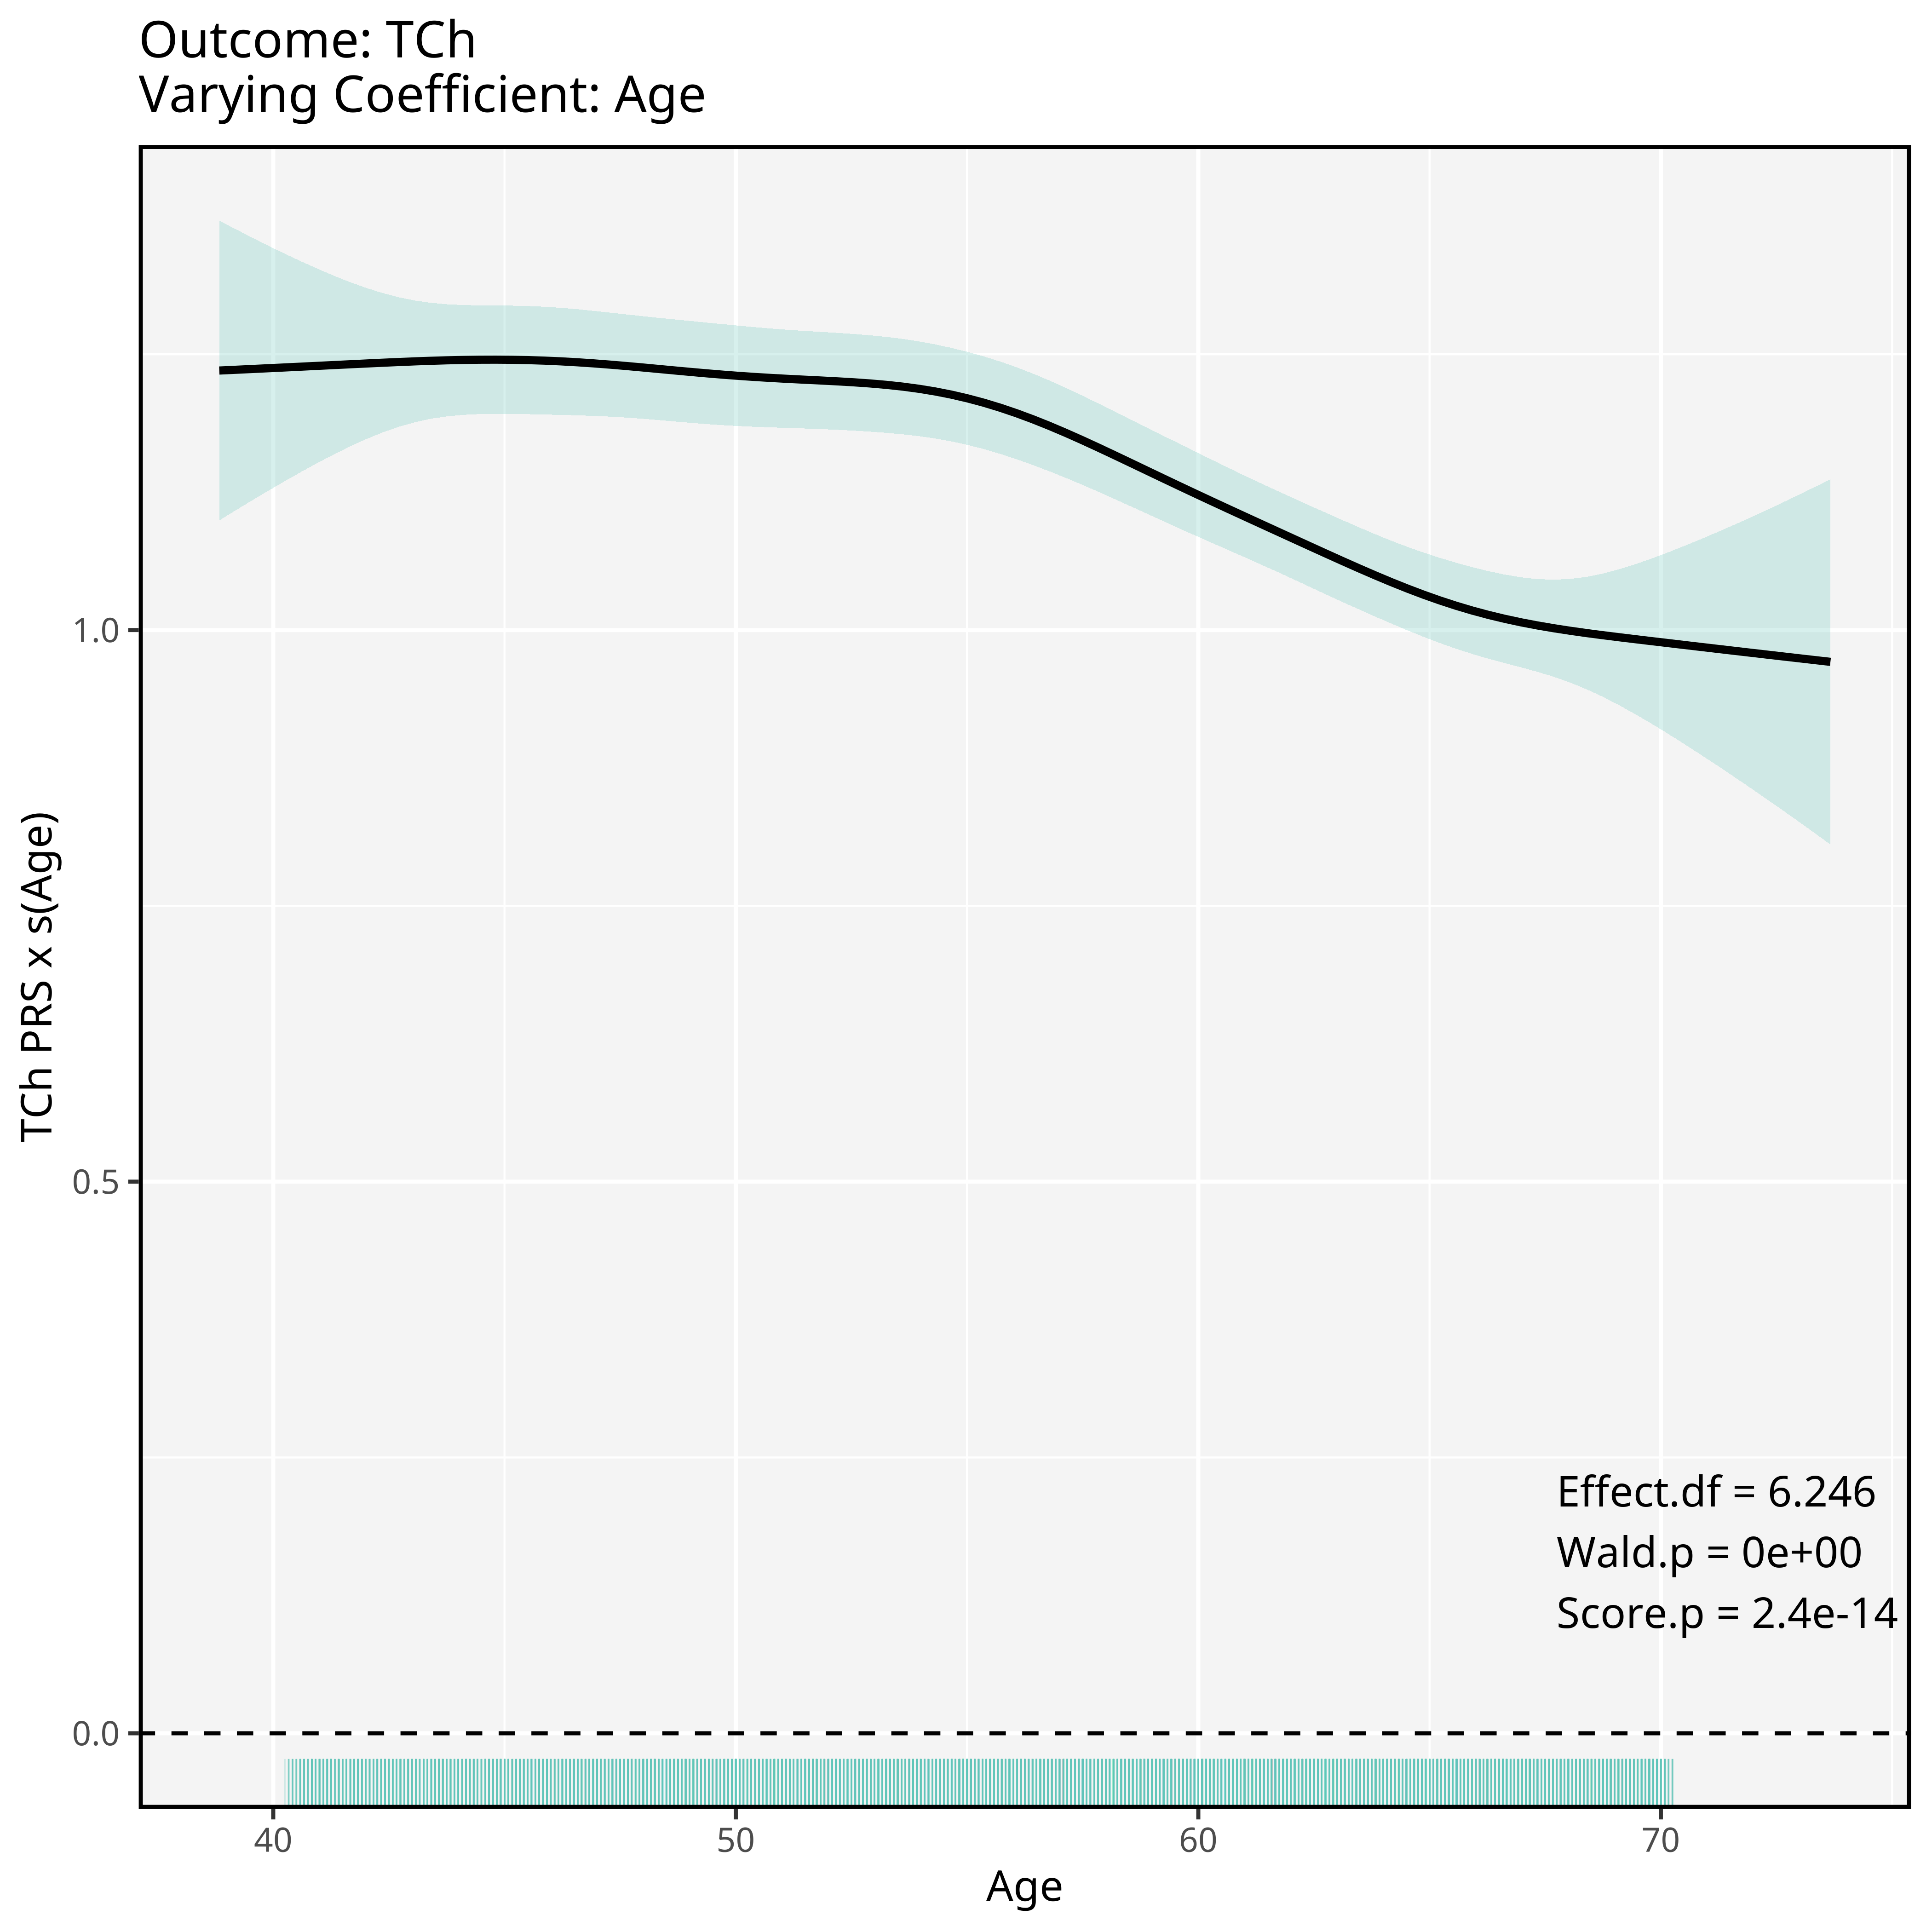 Outcome: TCh
Varying Coefficient: Age
TCh PRS x s(Age)
1.0
0.5
0.0
Effect.df = 6.246
Wald.p = 0e+00
Score.p = 2.4e-14
40 50 60 70
Age